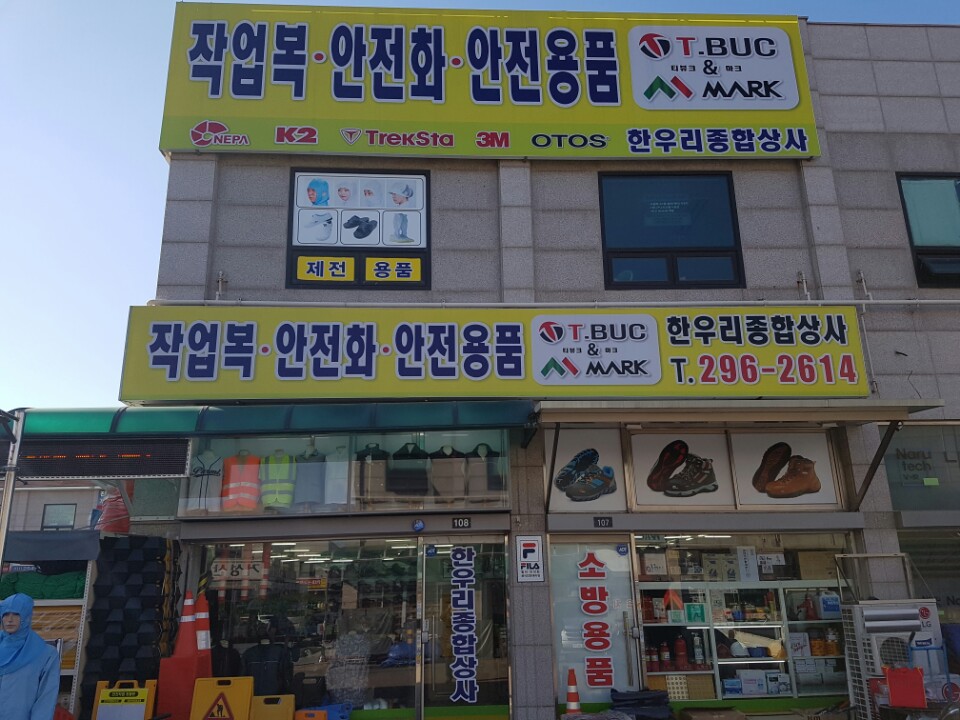 작업복·안전화·안전용품
T.BUC
티뷰크 & 마크
MARK
NEPA K2 TrekSta 3M OTOS 한우리종합상사
제전 용품
작업복·안전화·안전용품
T.BUC
티뷰크 & 마크
MARK
한우리종합상사
T.296-2614
108
107
Naru
tech
FILA
한우리종합상사
소방용품
LG